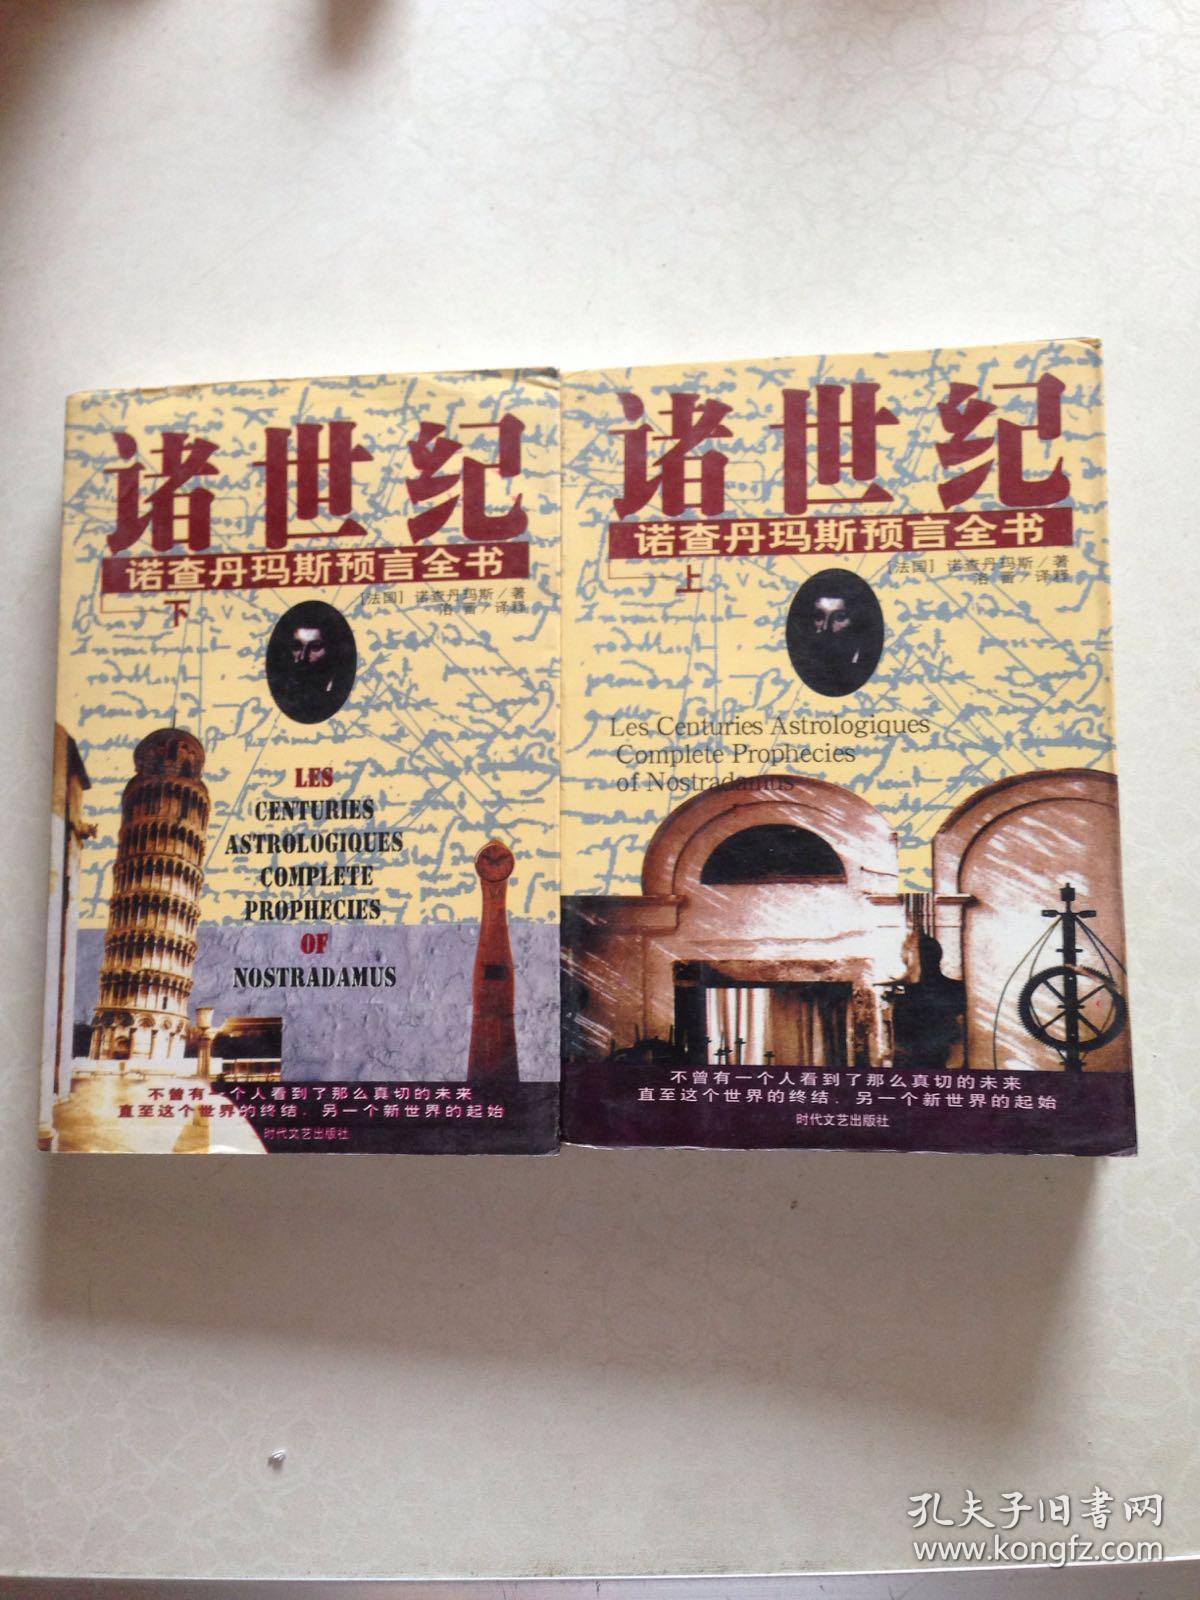 诸世纪
诺查丹玛斯预言全书
下
[法国] 诺查丹玛斯/著
洛晋/译释
LES
CENTURIES
ASTROLOGIQUES
COMPLETE
PROPHECIES
OF
NOSTRADAMUS
不曾有一个人看到了那么真切的未来
直至这个世界的终结．另一个新世界的起始
时代文艺出版社
诸世纪
诺查丹玛斯预言全书
上
[法国] 诺查丹玛斯/著
洛晋/译释
Les Centuries Astrologiques
Complete Prophecies
of Nostradamus
不曾有一个人看到了那么真切的未来
直至这个世界的终结．另一个新世界的起始
时代文艺出版社
孔夫子旧书网
www.kongfz.com